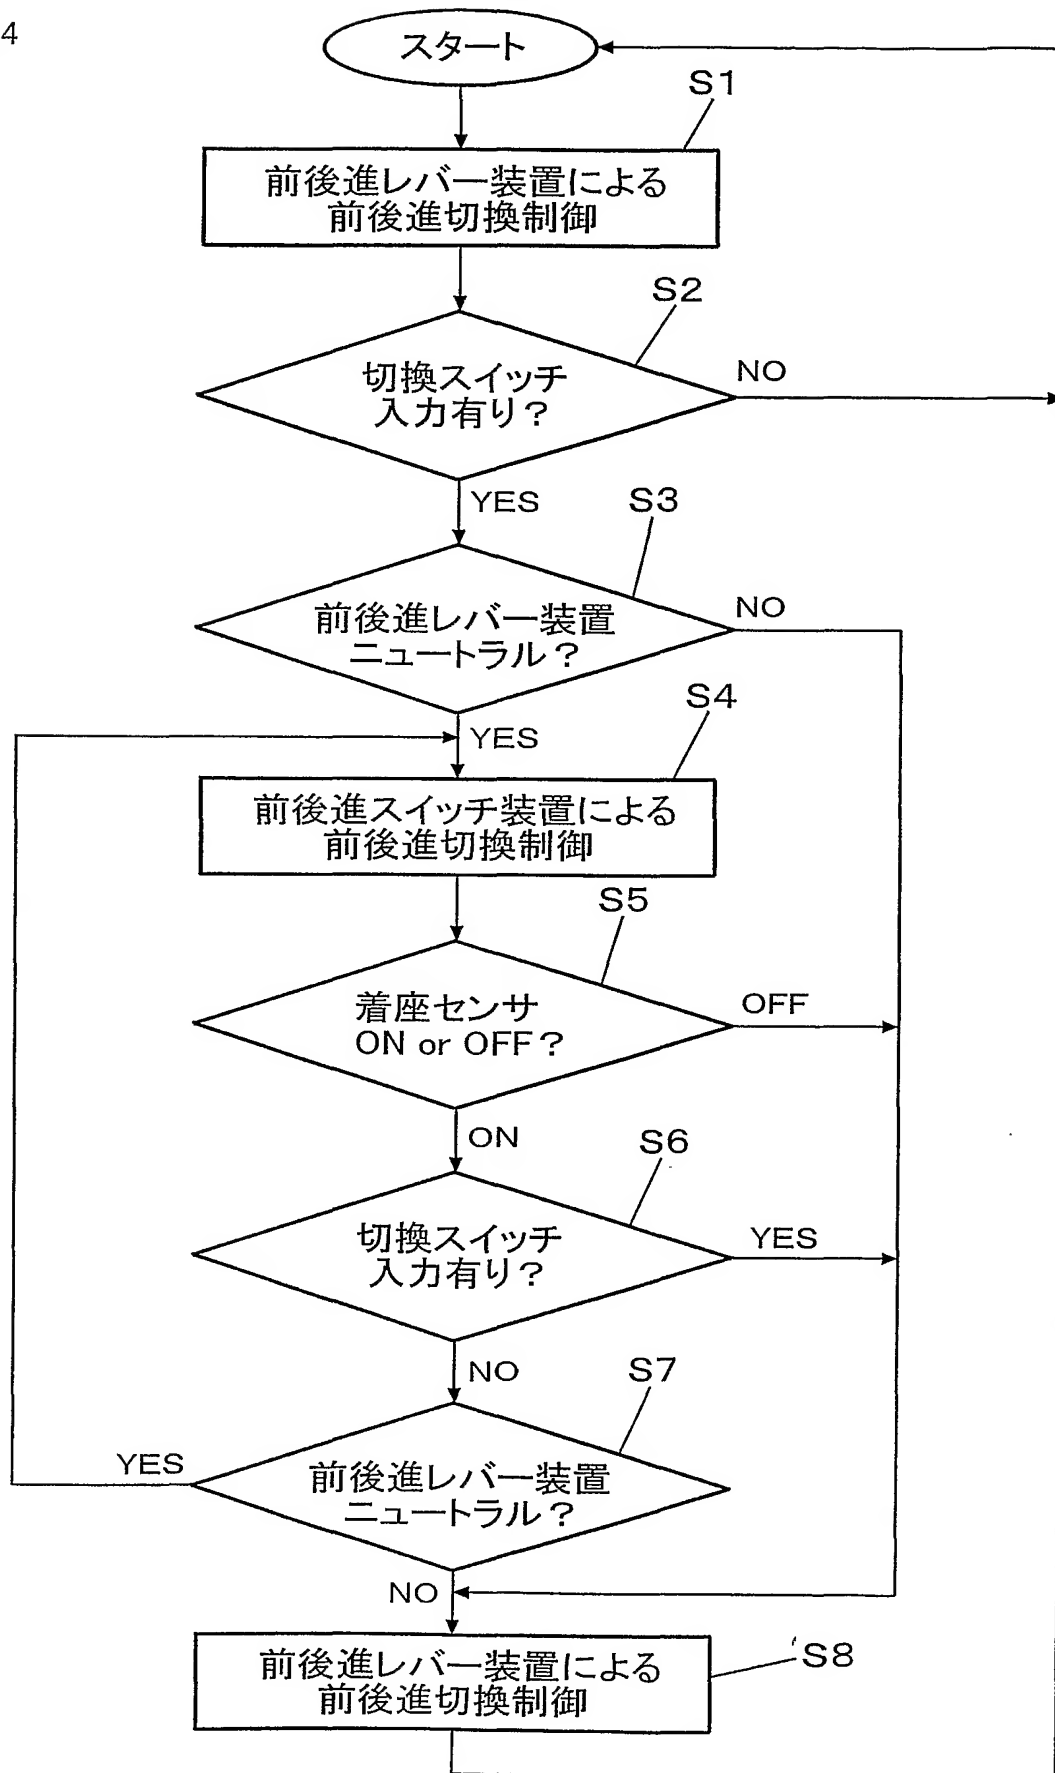 4
スタート
S1
前後進レバー装置による
前後進切換制御
S2
切換スイッチ
入力有り?
NO
YES
S3
前後進レバー装置
ニュートラル?
NO
S4
YES
前後進スイッチ装置による
前後進切換制御
S5
着座センサ
ON or OFF?
OFF
ON
S6
切換スイッチ
入力有り?
YES
NO
S7
YES
前後進レバー装置
ニュートラル?
NO
S8
前後進レバー装置による
前後進切換制御